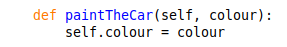 def paintTheCar(self, colour):
    self.colour = colour